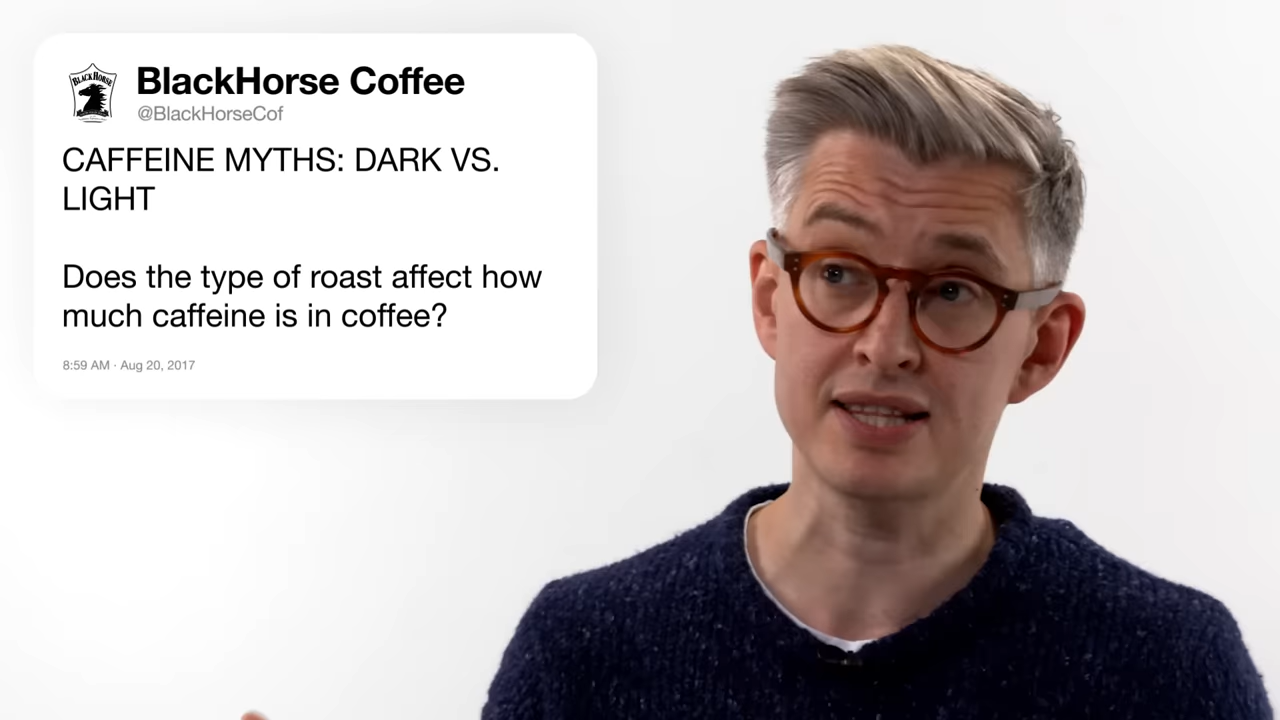 BLACKHORSE
BlackHorse Coffee
@BlackHorseCof
CAFFEINE MYTHS: DARK VS.
LIGHT
Does the type of roast affect how
much caffeine is in coffee?
8:59 AM · Aug 20, 2017